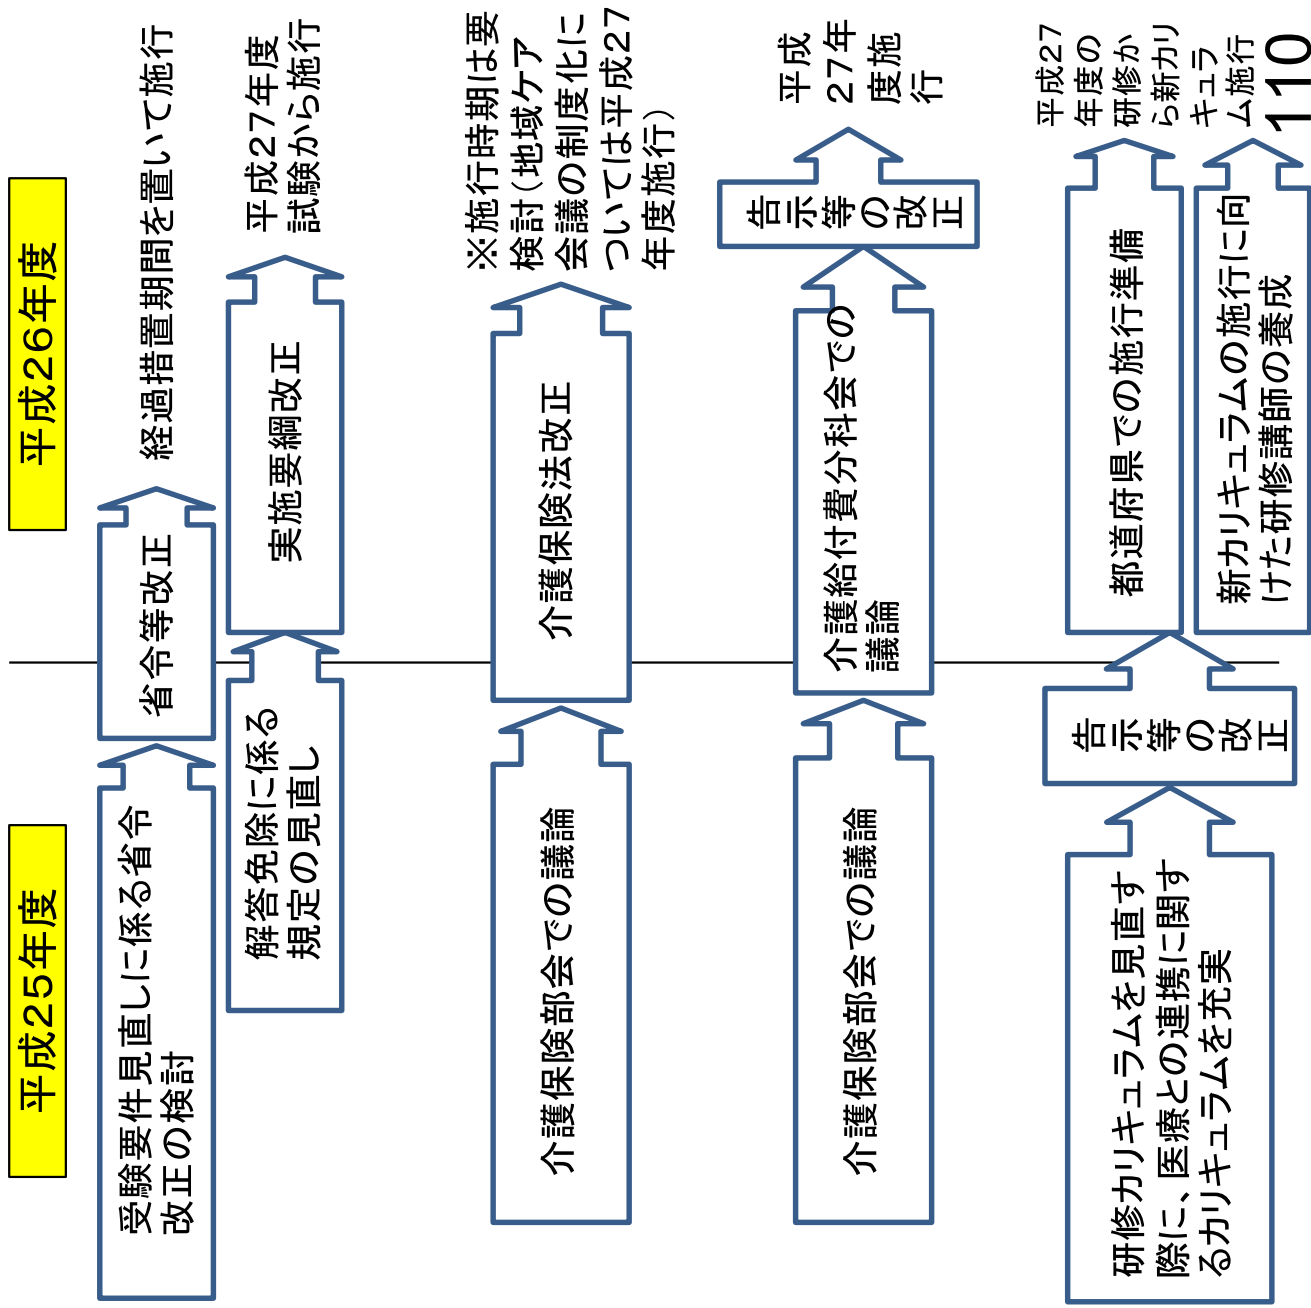 平成25年度
平成26年度
受験要件見直しに係る省令
改正の検討
省令等改正
経過措置期間を置いて施行
解答免除に係る
規定の見直し
実施要綱改正
平成27年度
試験から施行
介護保険部会での議論
介護保険法改正
※施行時期は要
検討（地域ケア
会議の制度化に
ついては平成27
年度施行）
介護保険部会での議論
介護給付費分科会での
議論
告示等の改正
平成
27年
度施
行
研修カリキュラムを見直す
際に、医療との連携に関す
るカリキュラムを充実
告示等の改正
都道府県での施行準備
平成27
年度の
研修か
ら新カリ
キュラ
ム施行
新カリキュラムの施行に向
けた研修講師の養成
110